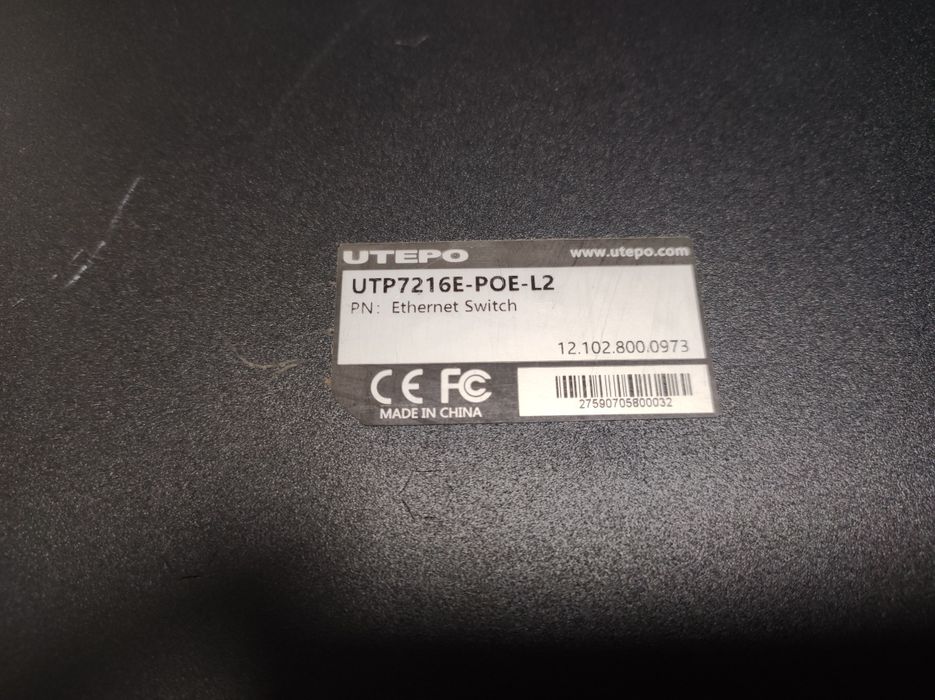 UTEPO www.utepo.com
UTP7216E-POE-L2
PN: Ethernet Switch
12.102.800.0973
CE FC
MADE IN CHINA
27590705800032